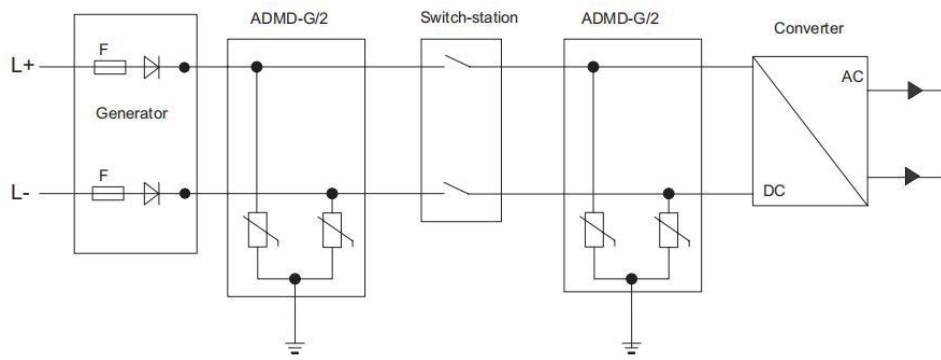 ADMD-G/2
Switch-station
ADMD-G/2
Converter
L+
F
AC
Generator
F
L-
DC